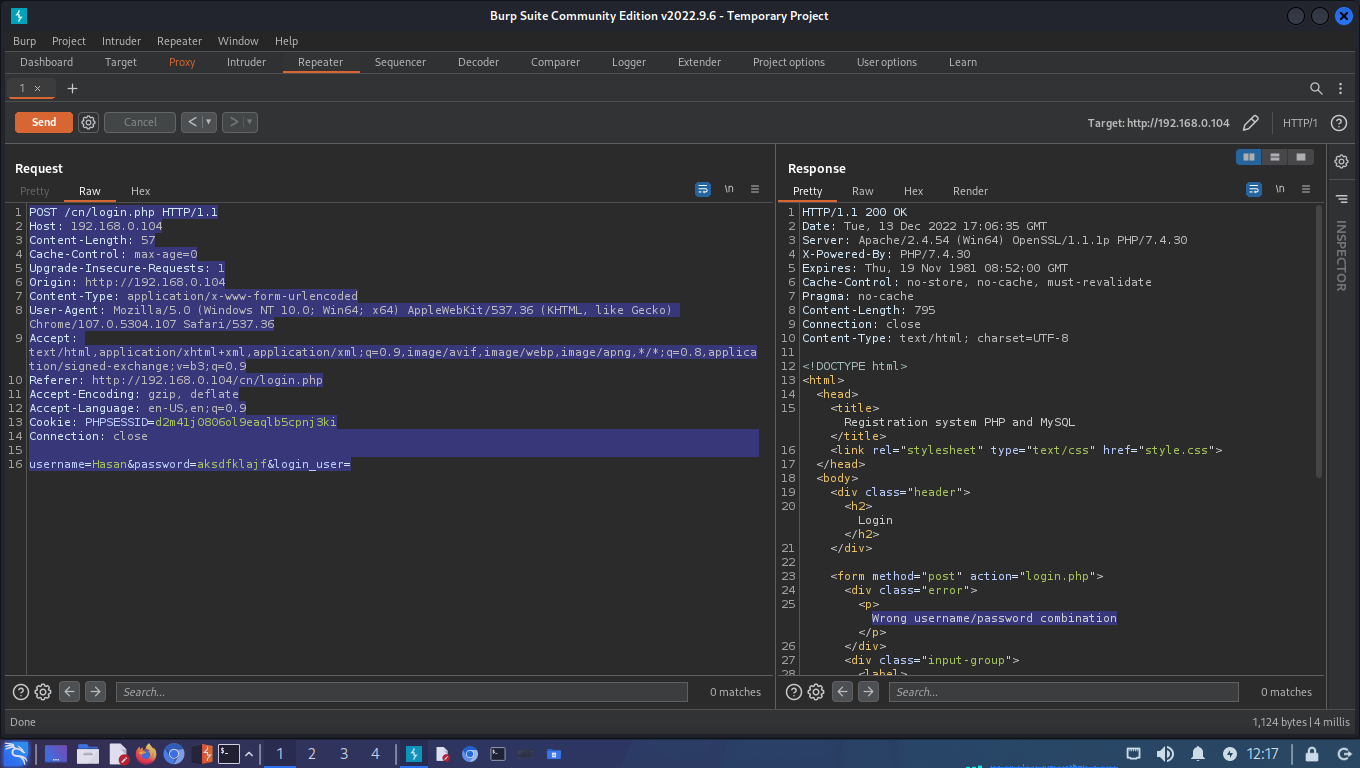 Burp Suite Community Edition v2022.9.6 - Temporary Project
Burp Project Intruder Repeater Window Help
Dashboard Target Proxy Intruder Repeater Sequencer Decoder Comparer Logger Extender Project options User options Learn
1 × +
Send Cancel < > Target: http://192.168.0.104 HTTP/1
Request
Pretty Raw Hex \n
1 POST /cn/login.php HTTP/1.1
2 Host: 192.168.0.104
3 Content-Length: 57
4 Cache-Control: max-age=0
5 Upgrade-Insecure-Requests: 1
6 Origin: http://192.168.0.104
7 Content-Type: application/x-www-form-urlencoded
8 User-Agent: Mozilla/5.0 (Windows NT 10.0; Win64; x64) AppleWebKit/537.36 (KHTML, like Gecko)
Chrome/107.0.5304.107 Safari/537.36
9 Accept:
text/html,application/xhtml+xml,application/xml;q=0.9,image/avif,image/webp,image/apng,*/*;q=0.8,applica
tion/signed-exchange;v=b3;q=0.9
10 Referer: http://192.168.0.104/cn/login.php
11 Accept-Encoding: gzip, deflate
12 Accept-Language: en-US,en;q=0.9
13 Cookie: PHPSESSID=d2m41j0806ol9eaqlb5cpnj3ki
14 Connection: close
15
16 username=Hasan&password=aksdfklajf&login_user=
Search... 0 matches
Response
Pretty Raw Hex Render \n
1 HTTP/1.1 200 OK
2 Date: Tue, 13 Dec 2022 17:06:35 GMT
3 Server: Apache/2.4.54 (Win64) OpenSSL/1.1.1p PHP/7.4.30
4 X-Powered-By: PHP/7.4.30
5 Expires: Thu, 19 Nov 1981 08:52:00 GMT
6 Cache-Control: no-store, no-cache, must-revalidate
7 Pragma: no-cache
8 Content-Length: 795
9 Connection: close
10 Content-Type: text/html; charset=UTF-8
11
12 <!DOCTYPE html>
13 <html>
14 <head>
15 <title>
Registration system PHP and MySQL
</title>
16 <link rel="stylesheet" type="text/css" href="style.css">
17 </head>
18 <body>
19 <div class="header">
20 <h2>
Login
</h2>
21 </div>
22
23 <form method="post" action="login.php">
24 <div class="error">
25 <p>
Wrong username/password combination
</p>
26 </div>
27 <div class="input-group">
28 <label>
Search... 0 matches
INSPECTOR
Done 1,124 bytes | 4 millis
1 2 3 4 12:17